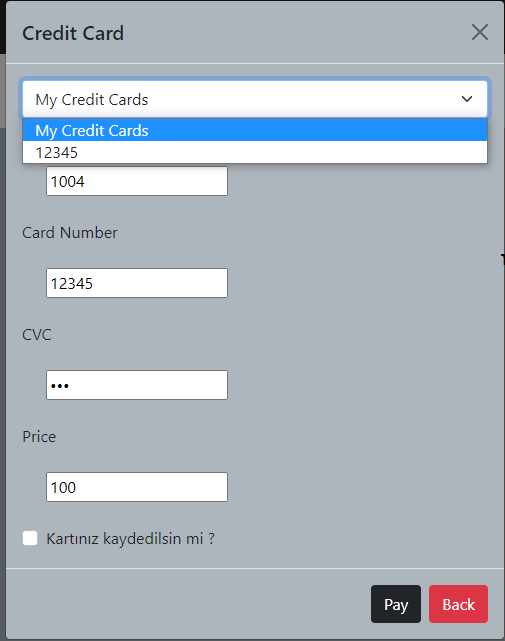 Credit Card
My Credit Cards
My Credit Cards
12345
1004
Card Number
12345
CVC
•••
Price
100
Kartınız kaydedilsin mi ?
Pay Back